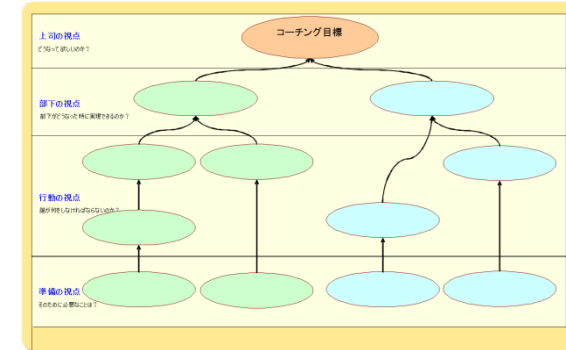 コーチング目標
上司の視点
どうなって欲しいのか？
部下の視点
部下がどうなった時に実現できるのか？
行動の視点
誰が何をしなければならないのか？
準備の視点
そのために必要なことは？